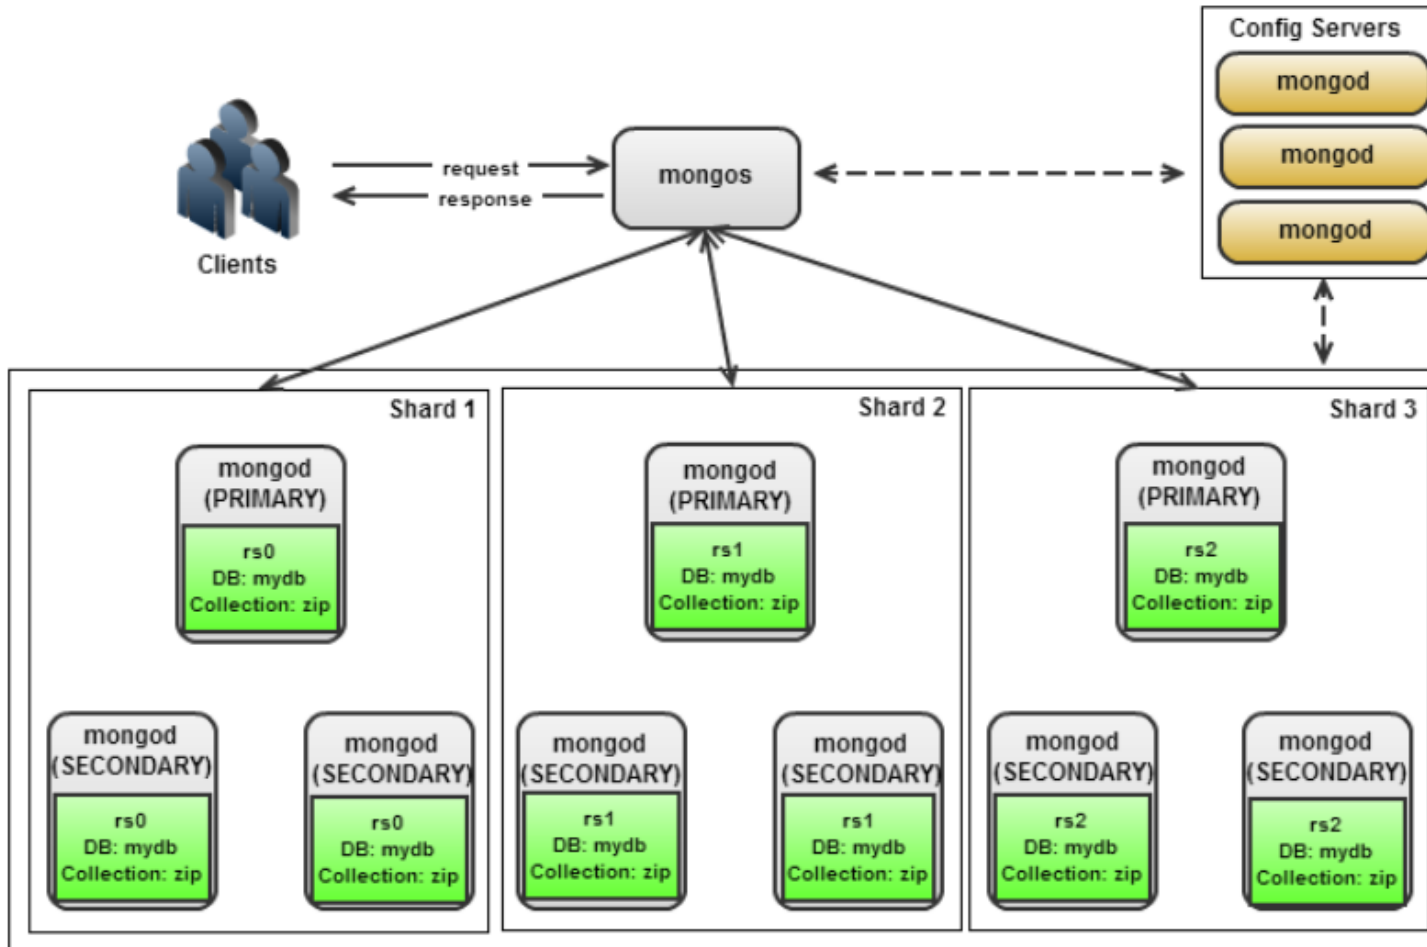 Config Servers
mongod
mongod
mongod
request
response
mongos
Clients
Shard 1
mongod
(PRIMARY)
rs0
DB: mydb
Collection: zip
mongod
(SECONDARY)
rs0
DB: mydb
Collection: zip
mongod
(SECONDARY)
rs0
DB: mydb
Collection: zip
Shard 2
mongod
(PRIMARY)
rs1
DB: mydb
Collection: zip
mongod
(SECONDARY)
rs1
DB: mydb
Collection: zip
mongod
(SECONDARY)
rs1
DB: mydb
Collection: zip
Shard 3
mongod
(PRIMARY)
rs2
DB: mydb
Collection: zip
mongod
(SECONDARY)
rs2
DB: mydb
Collection: zip
mongod
(SECONDARY)
rs2
DB: mydb
Collection: zip